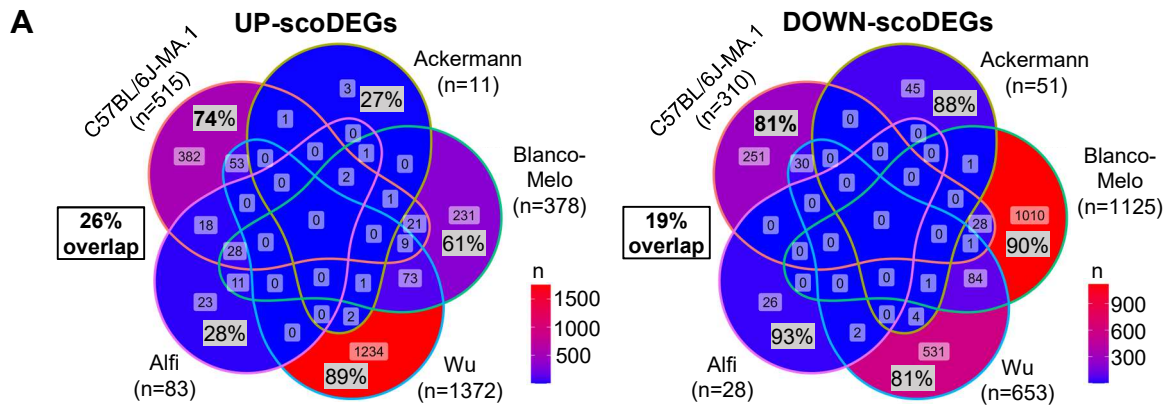 A
UP-scoDEGs
C57BL/6J-MA.1
(n=515)
Ackermann
(n=11)
3
27%
74%
1
0
382
53
0
0
1
0
Blanco-
Melo
(n=378)
0
2
1
26%
overlap
18
0
0
0
21
231
9
61%
28
0
11
0
0
1
73
23
28%
0
0
2
1234
89%
Alfi
(n=83)
Wu
(n=1372)
n
1500
1000
500
DOWN-scoDEGs
C57BL/6J-MA.1
(n=310)
Ackermann
(n=51)
45
88%
81%
0
0
251
30
0
0
0
1
Blanco-
Melo
(n=1125)
0
0
0
19%
overlap
0
0
0
0
28
1010
1
90%
0
0
0
0
0
1
84
26
93%
2
0
4
531
81%
Alfi
(n=28)
Wu
(n=653)
n
900
600
300